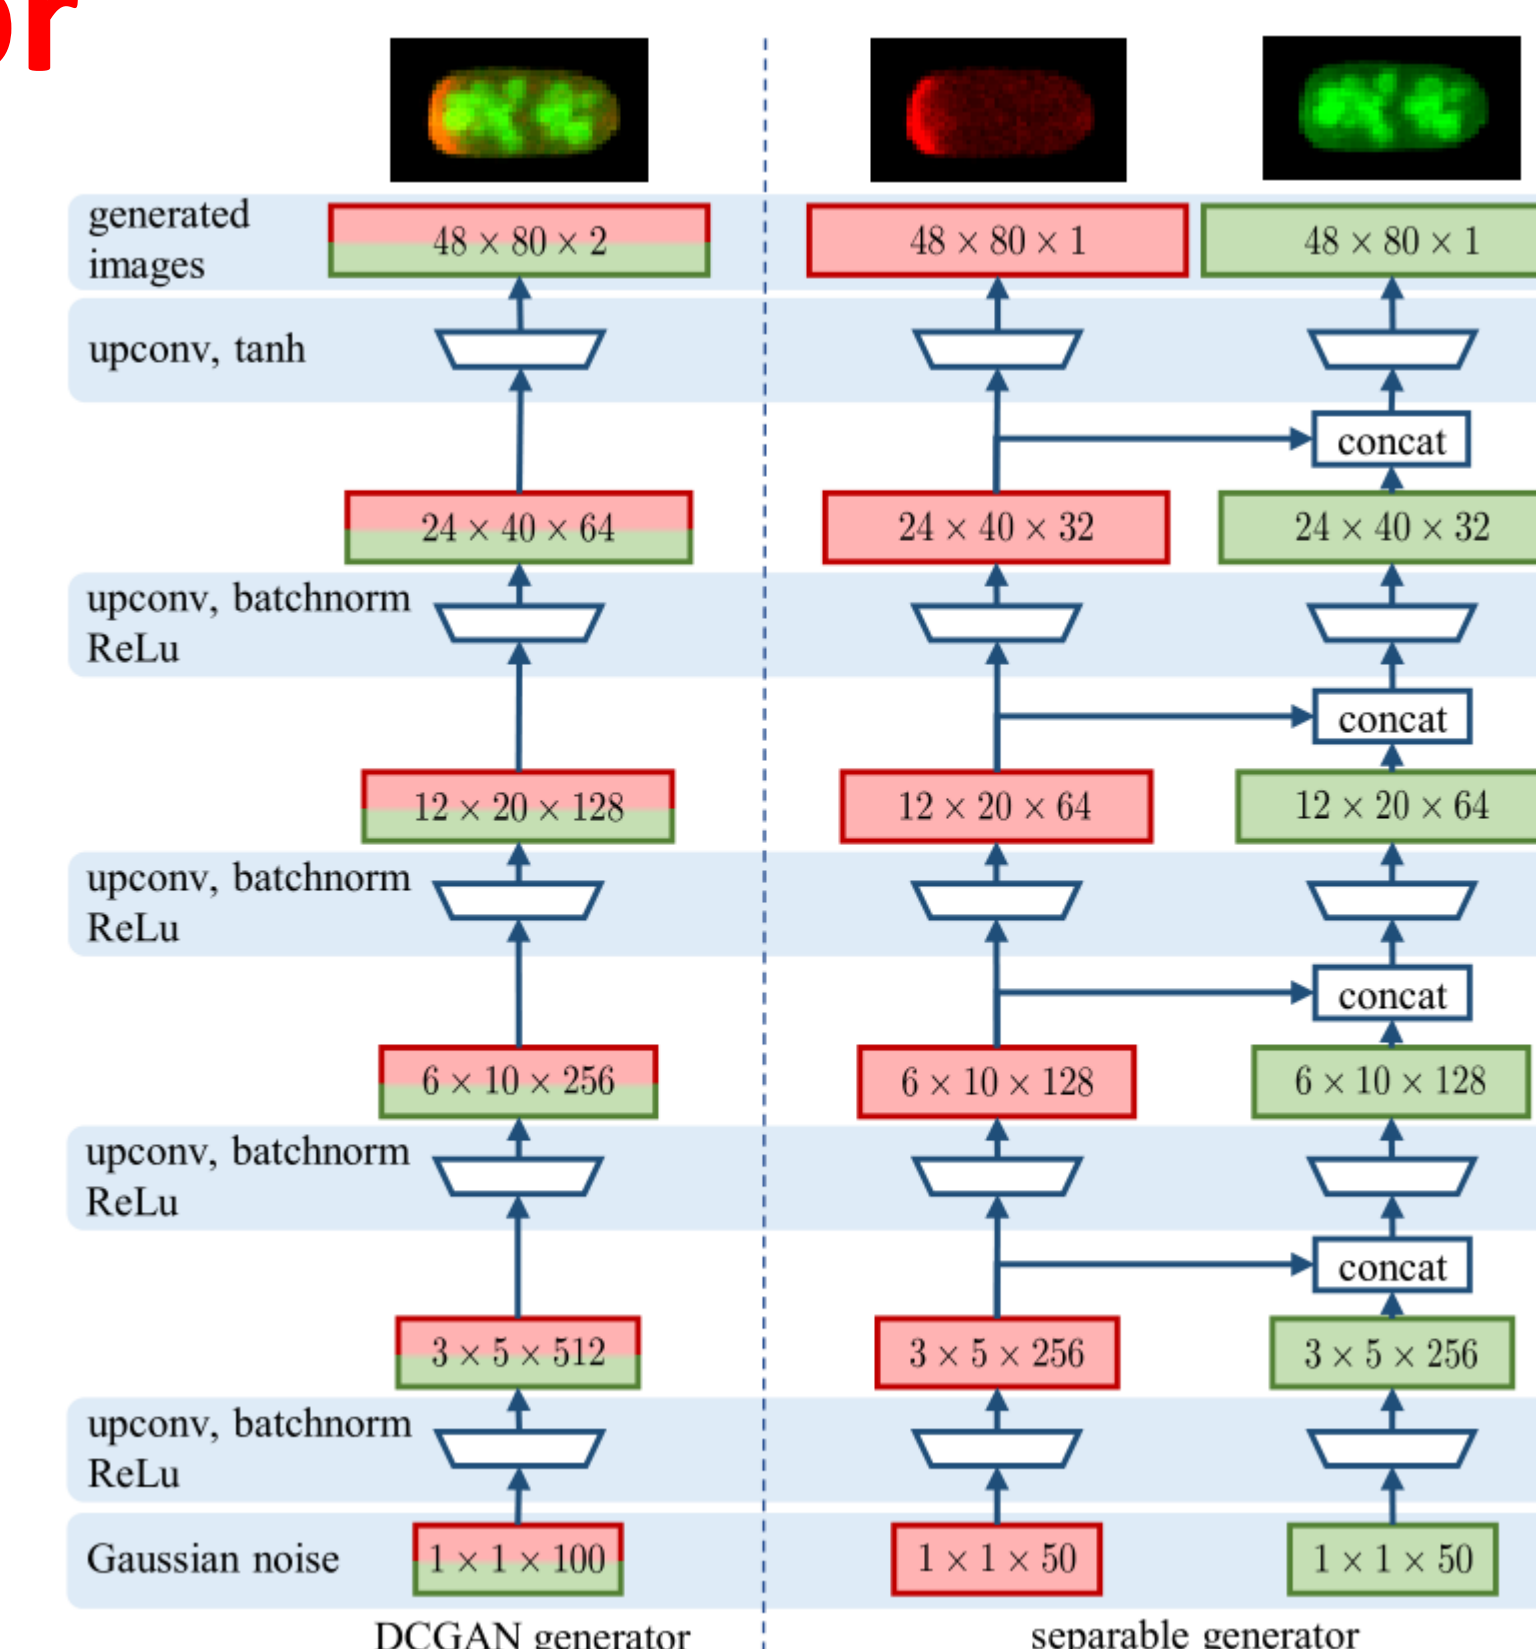 or
generated
images
48 × 80 × 2
48 × 80 × 1
48 × 80 × 1
upconv, tanh
concat
24 × 40 × 64
24 × 40 × 32
24 × 40 × 32
upconv, batchnorm
ReLu
concat
12 × 20 × 128
12 × 20 × 64
12 × 20 × 64
upconv, batchnorm
ReLu
concat
6 × 10 × 256
6 × 10 × 128
6 × 10 × 128
upconv, batchnorm
ReLu
concat
3 × 5 × 512
3 × 5 × 256
3 × 5 × 256
upconv, batchnorm
ReLu
Gaussian noise
1 × 1 × 100
1 × 1 × 50
1 × 1 × 50
DCGAN generator
separable generator